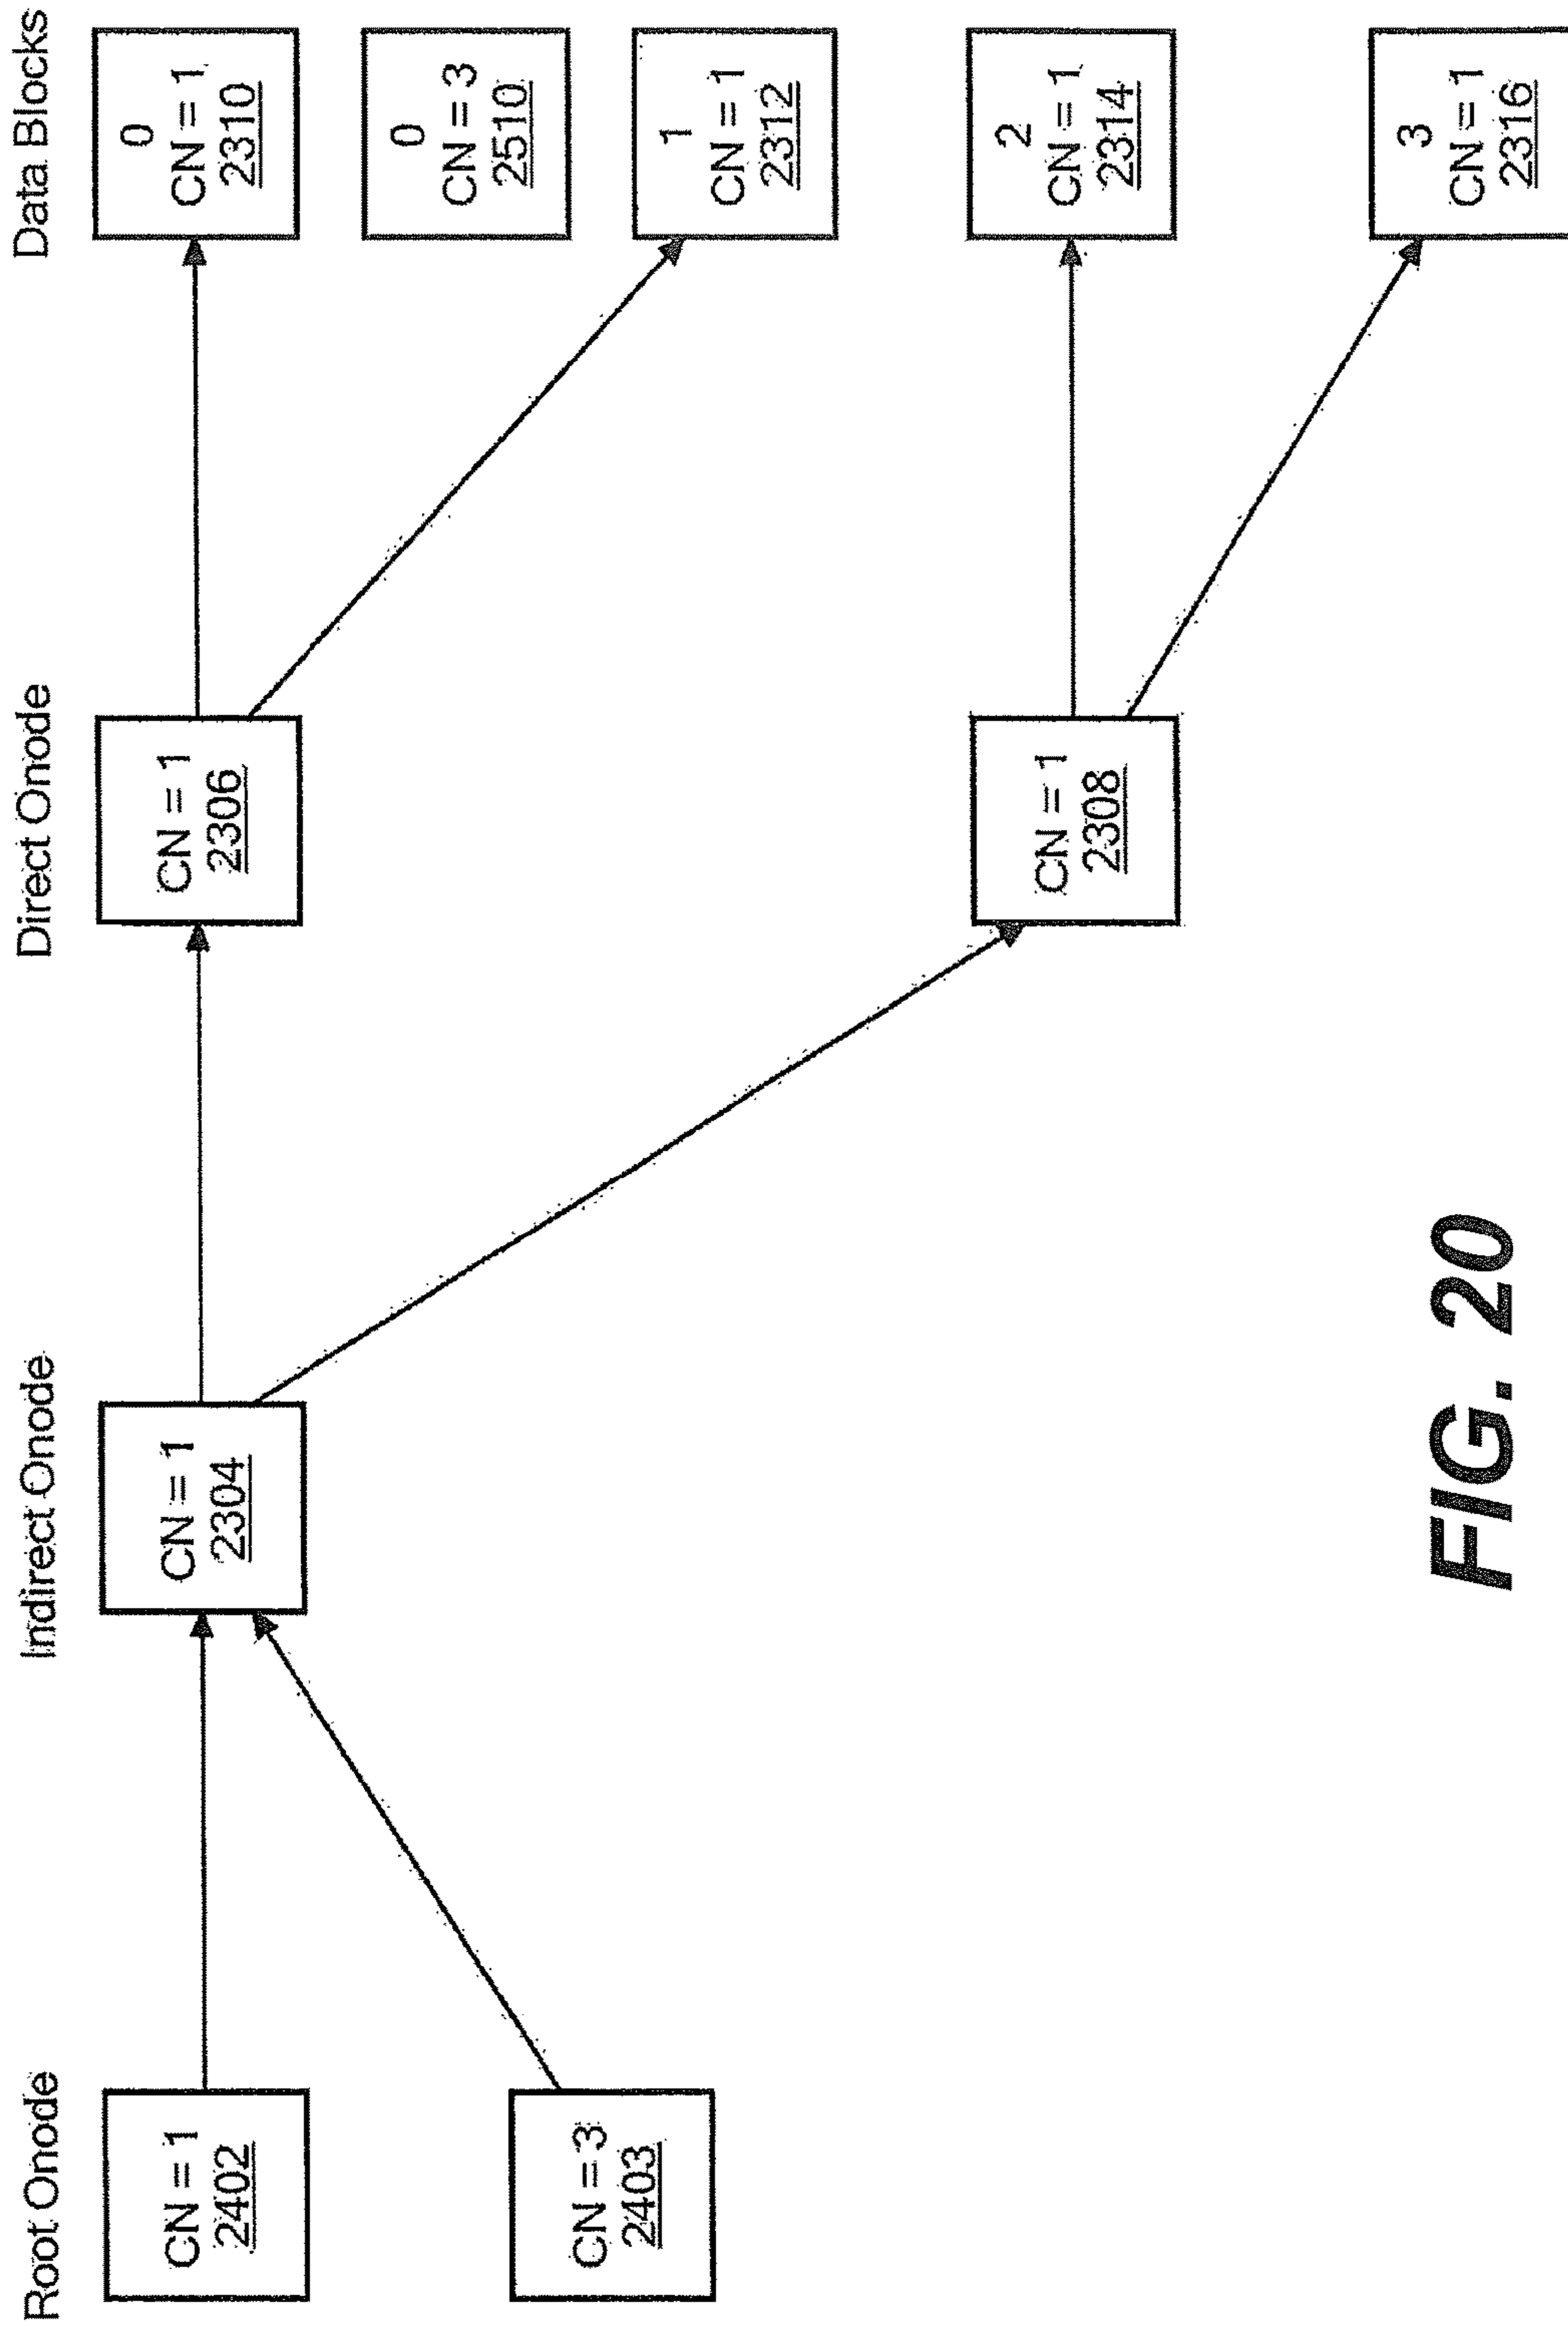 Root Onode
Indirect Onode
Direct Onode
Data Blocks
CN = 1
2402
CN = 3
2403
CN = 1
2304
CN = 1
2306
CN = 1
2308
0
CN = 1
2310
0
CN = 3
2510
1
CN = 1
2312
2
CN = 1
2314
3
CN = 1
2316
FIG. 20